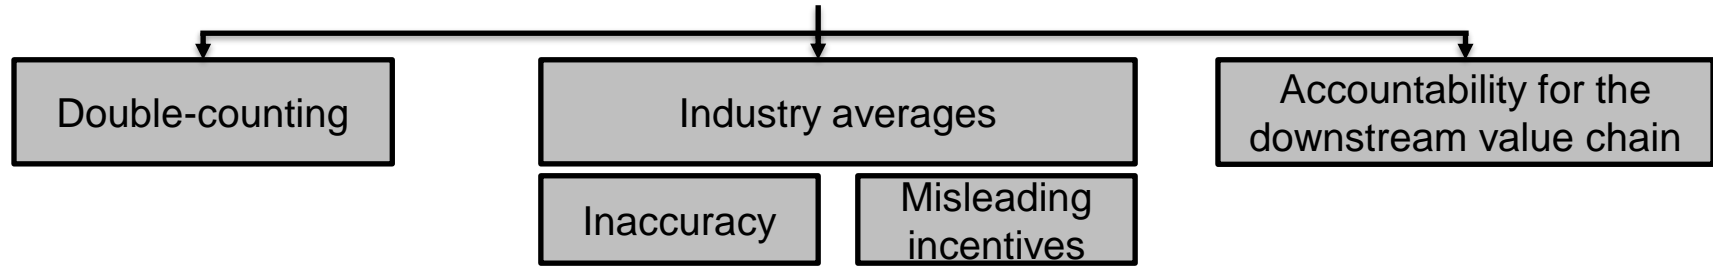 Double-counting
Industry averages
Accountability for the
downstream value chain
Inaccuracy
Misleading
incentives